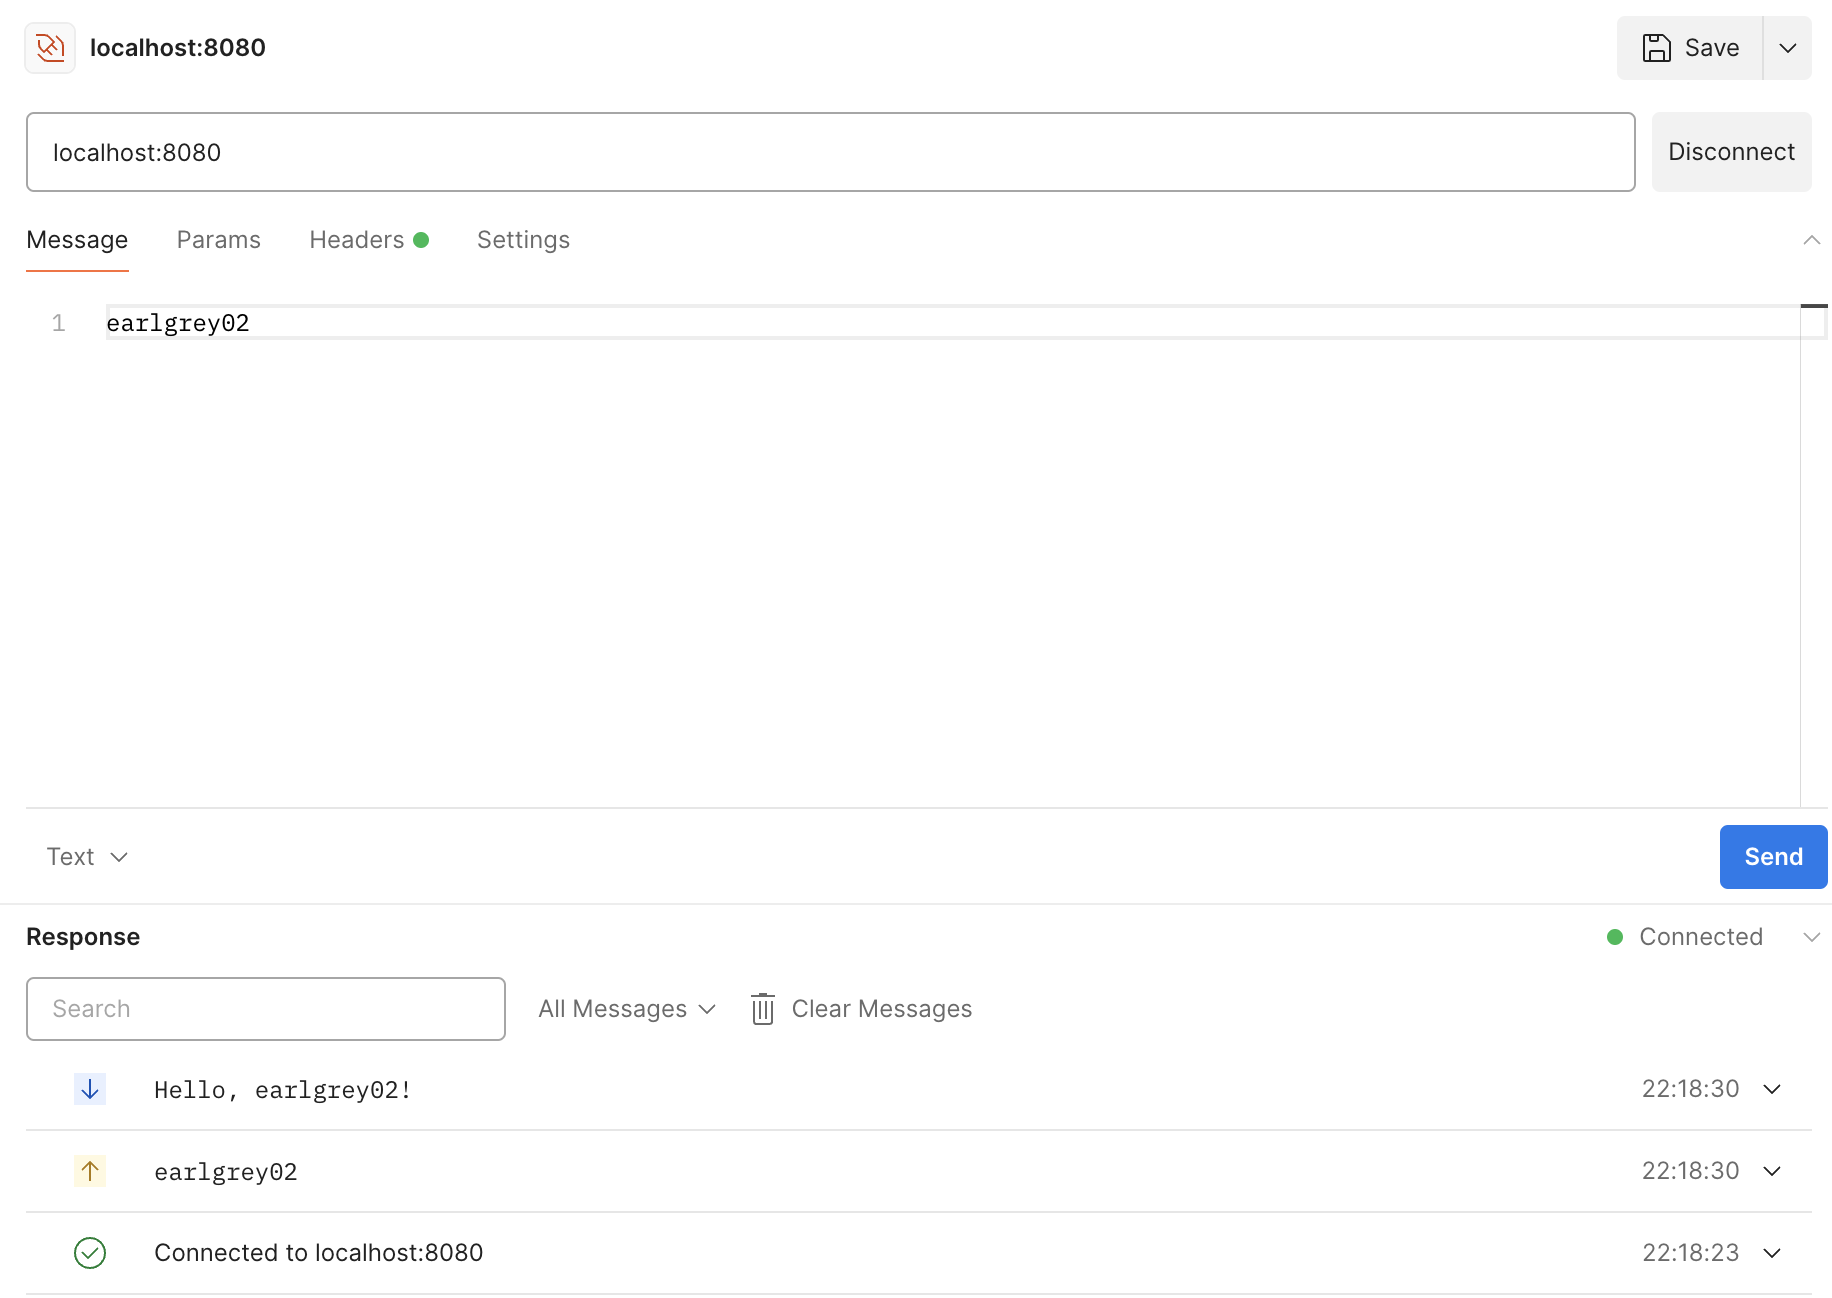 localhost:8080
Save
localhost:8080
Disconnect
Message Params Headers Settings
1 earlgrey02
Text
Send
Response
Connected
Search
All Messages
Clear Messages
Hello, earlgrey02! 22:18:30
earlgrey02 22:18:30
Connected to localhost:8080 22:18:23